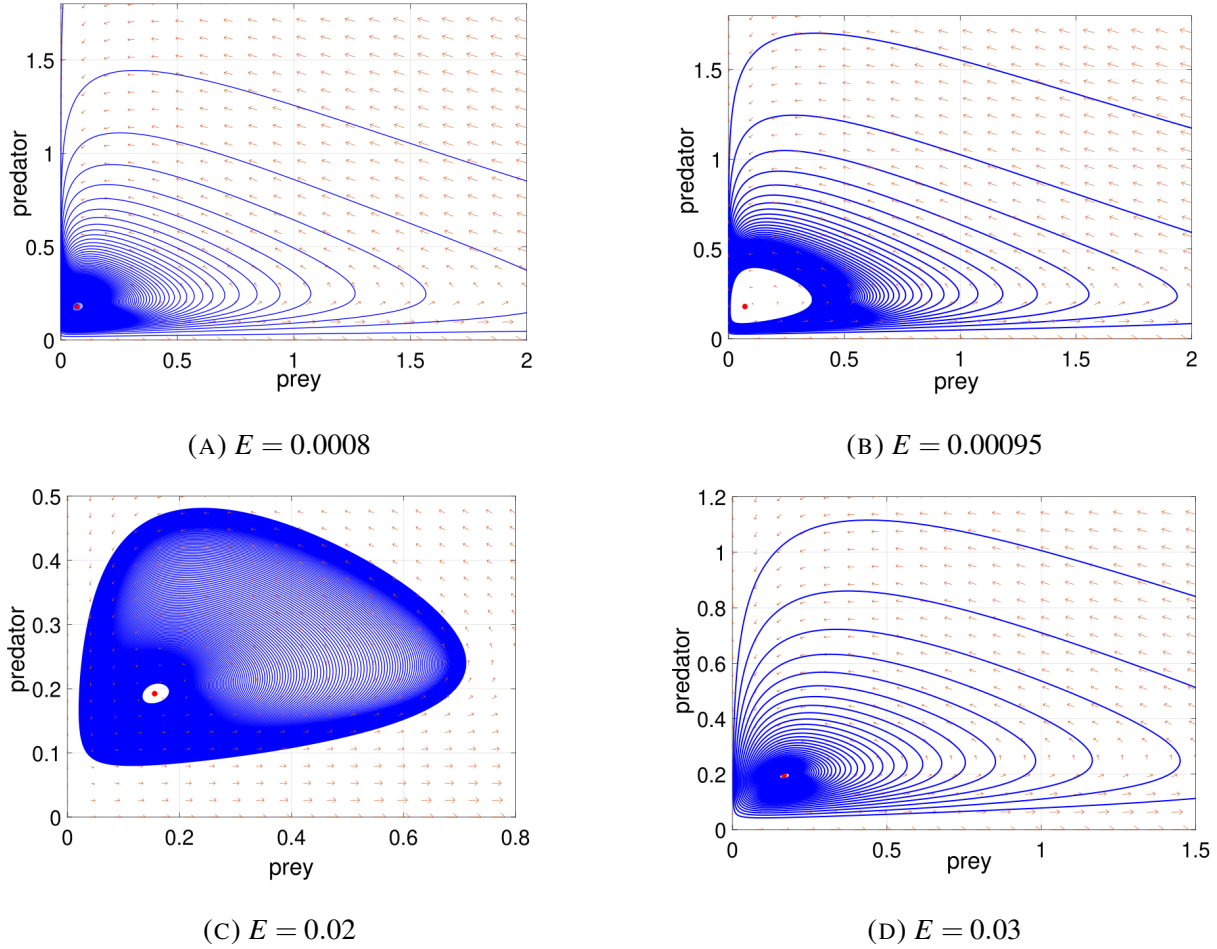 predator
1.5
1
0.5
0
0 0.5 1 1.5 2
prey
(A) E = 0.0008
predator
1.5
1
0.5
0
0 0.5 1 1.5 2
prey
(B) E = 0.00095
predator
0.5
0.4
0.3
0.2
0.1
0
0 0.2 0.4 0.6 0.8
prey
(C) E = 0.02
predator
1.2
1
0.8
0.6
0.4
0.2
0
0 0.5 1 1.5
prey
(D) E = 0.03